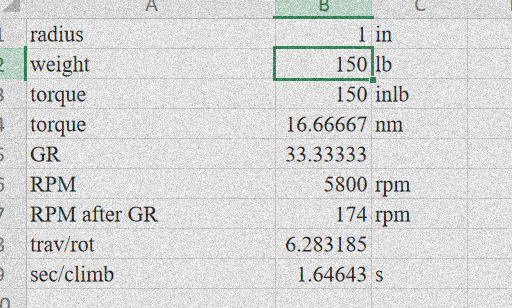 A B C
1 radius 1 in
2 weight 150 lb
3 torque 150 inlb
4 torque 16.66667 nm
5 GR 33.33333
6 RPM 5800 rpm
7 RPM after GR 174 rpm
8 trav/rot 6.283185
9 sec/climb 1.64643 s